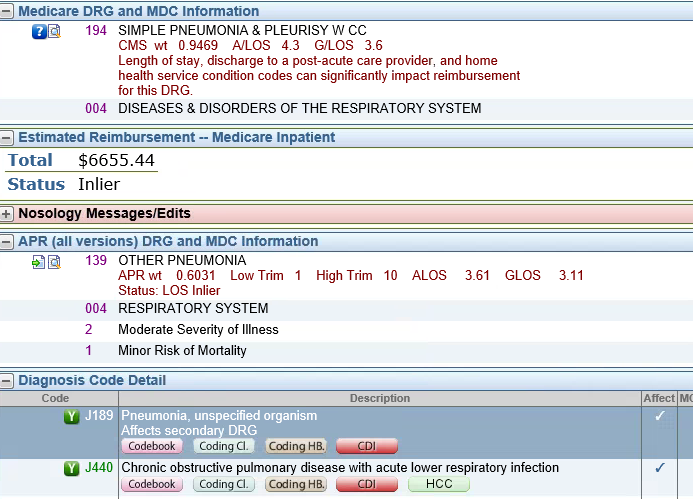 Medicare DRG and MDC Information
? 194 SIMPLE PNEUMONIA & PLEURISY W CC
CMS wt 0.9469 A/LOS 4.3 G/LOS 3.6
Length of stay, discharge to a post-acute care provider, and home
health service condition codes can significantly impact reimbursement
for this DRG.
004 DISEASES & DISORDERS OF THE RESPIRATORY SYSTEM
Estimated Reimbursement -- Medicare Inpatient
Total $6655.44
Status Inlier
Nosology Messages/Edits
APR (all versions) DRG and MDC Information
139 OTHER PNEUMONIA
APR wt 0.6031 Low Trim 1 High Trim 10 ALOS 3.61 GLOS 3.11
Status: LOS Inlier
004 RESPIRATORY SYSTEM
2 Moderate Severity of Illness
1 Minor Risk of Mortality
Diagnosis Code Detail
Code Description Affect MC
Y J189 Pneumonia, unspecified organism ✓
Affects secondary DRG
Codebook Coding Cl. Coding HB. CDI
Y J440 Chronic obstructive pulmonary disease with acute lower respiratory infection ✓
Codebook Coding Cl. Coding HB. CDI HCC